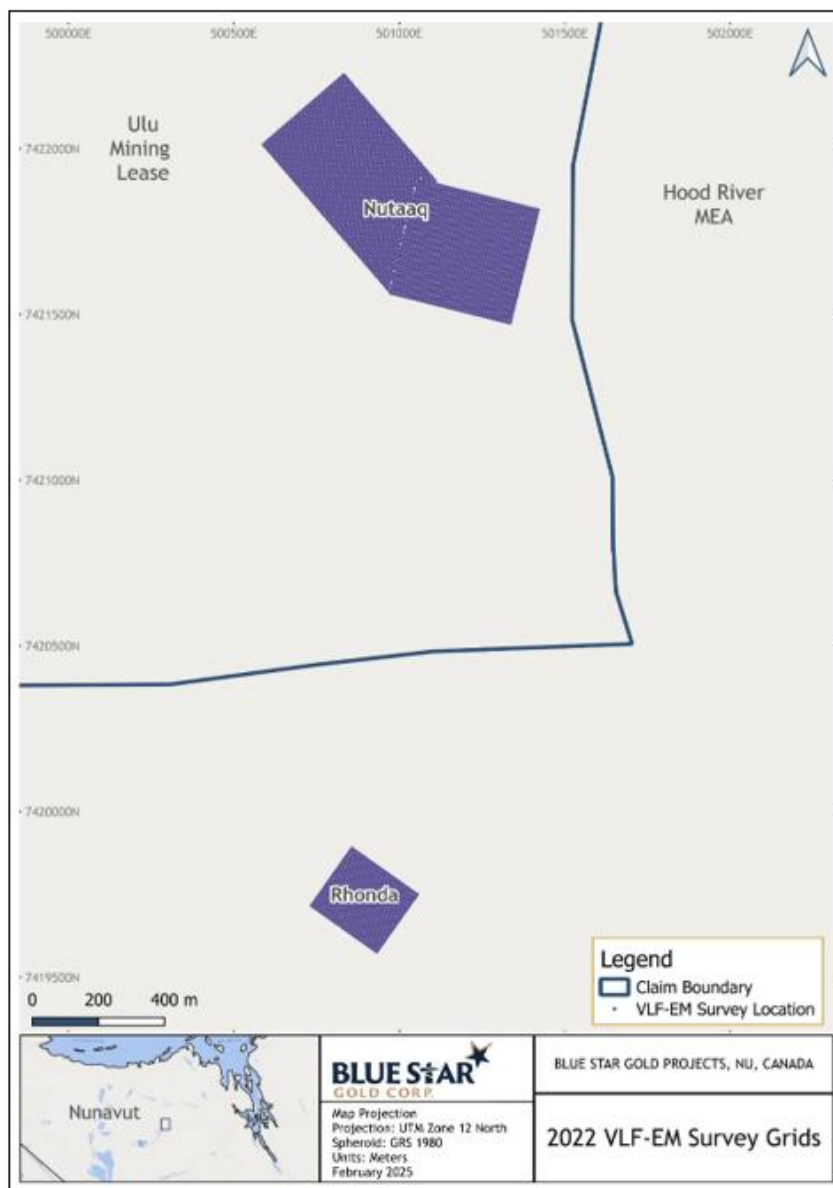 500000E 500500E 501000E 501500E 502000E
Ulu
Mining
Lease
7422000N
Hood River
MEA
Nutaaq
7421500N
7421000N
7420500N
7420000N
Rhonda
7419500N
0 200 400 m
Legend
Claim Boundary
VLF-EM Survey Location
Nunavut
BLUE STAR
GOLD CORP.
Map Projection
Projection: UTM Zone 12 North
Spheroid: GRS 1980
Units: Meters
February 2025
BLUE STAR GOLD PROJECTS, NU, CANADA
2022 VLF-EM Survey Grids